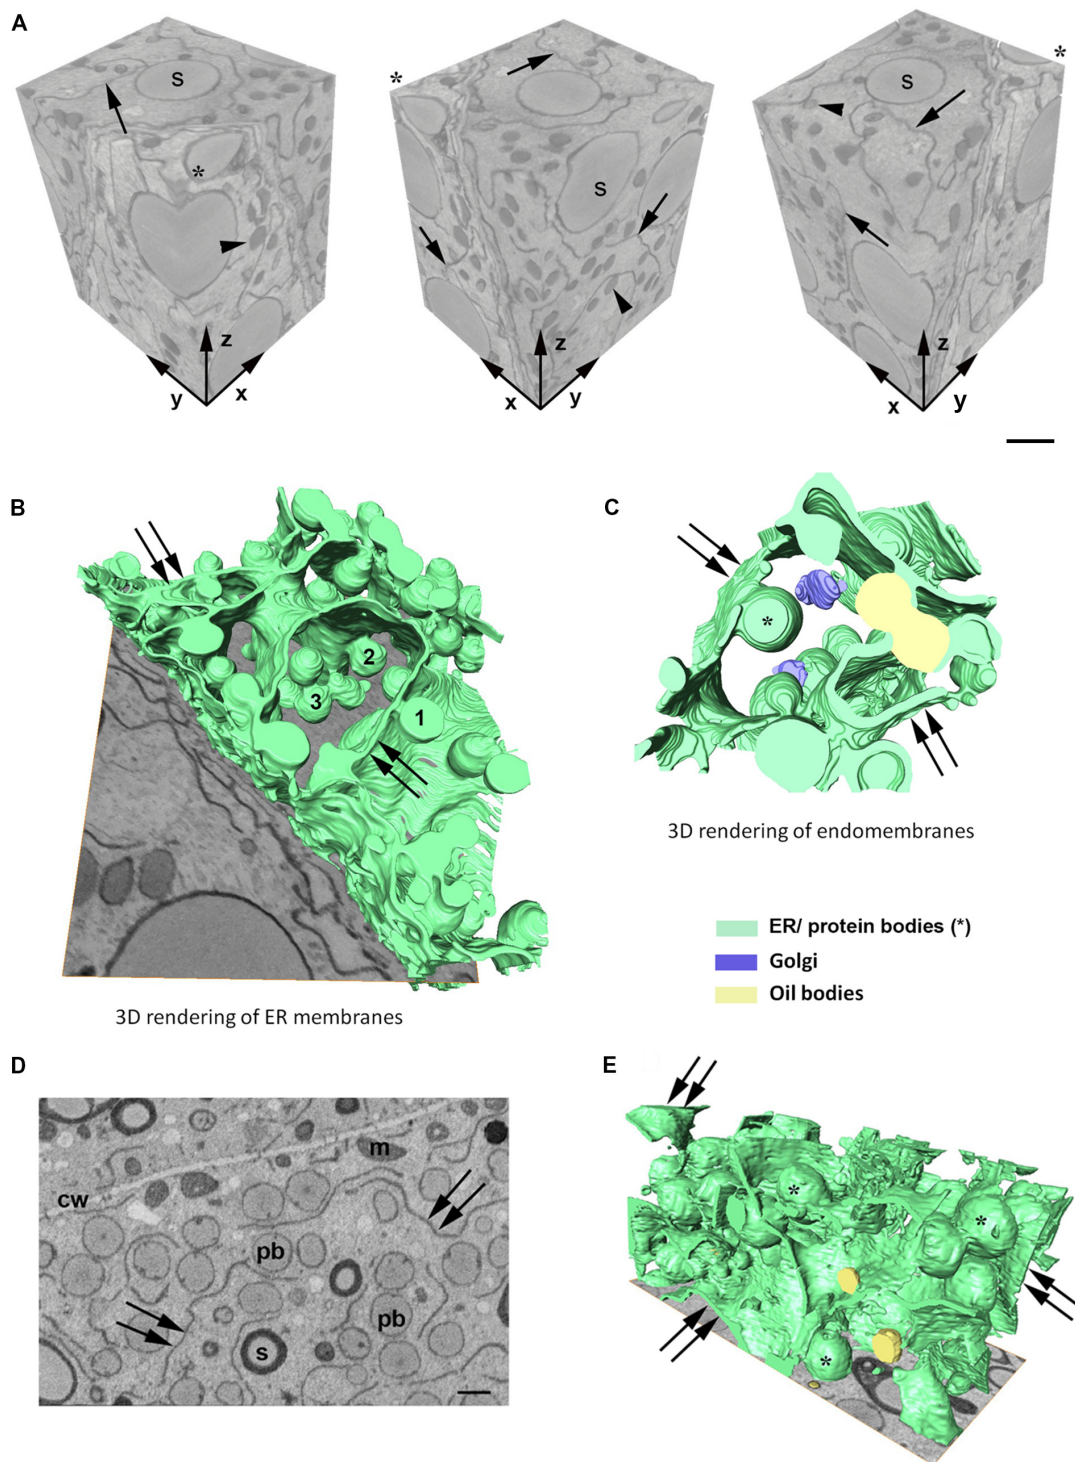 A
S
*
z
y
x
*
S
z
x
y
S
*
z
x
y
B
2
3
1
3D rendering of ER membranes
C
*
3D rendering of endomembranes
ER/ protein bodies (*)
Golgi
Oil bodies
D
m
cw
pb
pb
s
E
*
*
*